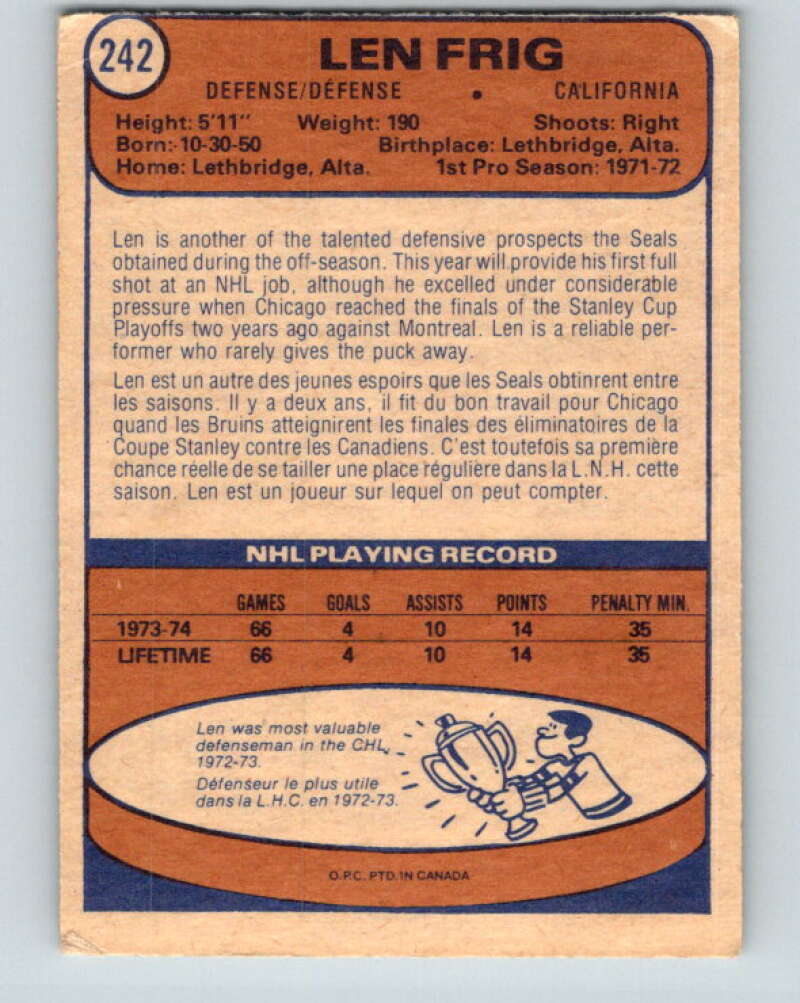 242
LEN FRIG
DEFENSE/DÉFENSE • CALIFORNIA
Height: 5'11" Weight: 190 Shoots: Right
Born: 10-30-50 Birthplace: Lethbridge, Alta.
Home: Lethbridge, Alta. 1st Pro Season: 1971-72
Len is another of the talented defensive prospects the Seals
obtained during the off-season. This year will provide his first full
shot at an NHL job, although he excelled under considerable
pressure when Chicago reached the finals of the Stanley Cup
Playoffs two years ago against Montreal. Len is a reliable per-
former who rarely gives the puck away.
Len est un autre des jeunes espoirs que les Seals obtinrent entre
les saisons. Il y a deux ans, il fit du bon travail pour Chicago
quand les Bruins atteignirent les finales des éliminatoires de la
Coupe Stanley contre les Canadiens. C'est toutefois sa première
chance réelle de se tailler une place régulière dans la L.N.H. cette
saison. Len est un joueur sur lequel on peut compter.
NHL PLAYING RECORD
GAMES GOALS ASSISTS POINTS PENALTY MIN.
1973-74 66 4 10 14 35
LIFETIME 66 4 10 14 35
Len was most valuable
defenseman in the CHL,
1972-73.
Défenseur le plus utile
dans la L.H.C. en 1972-73.
O.P.C. PTD. IN CANADA